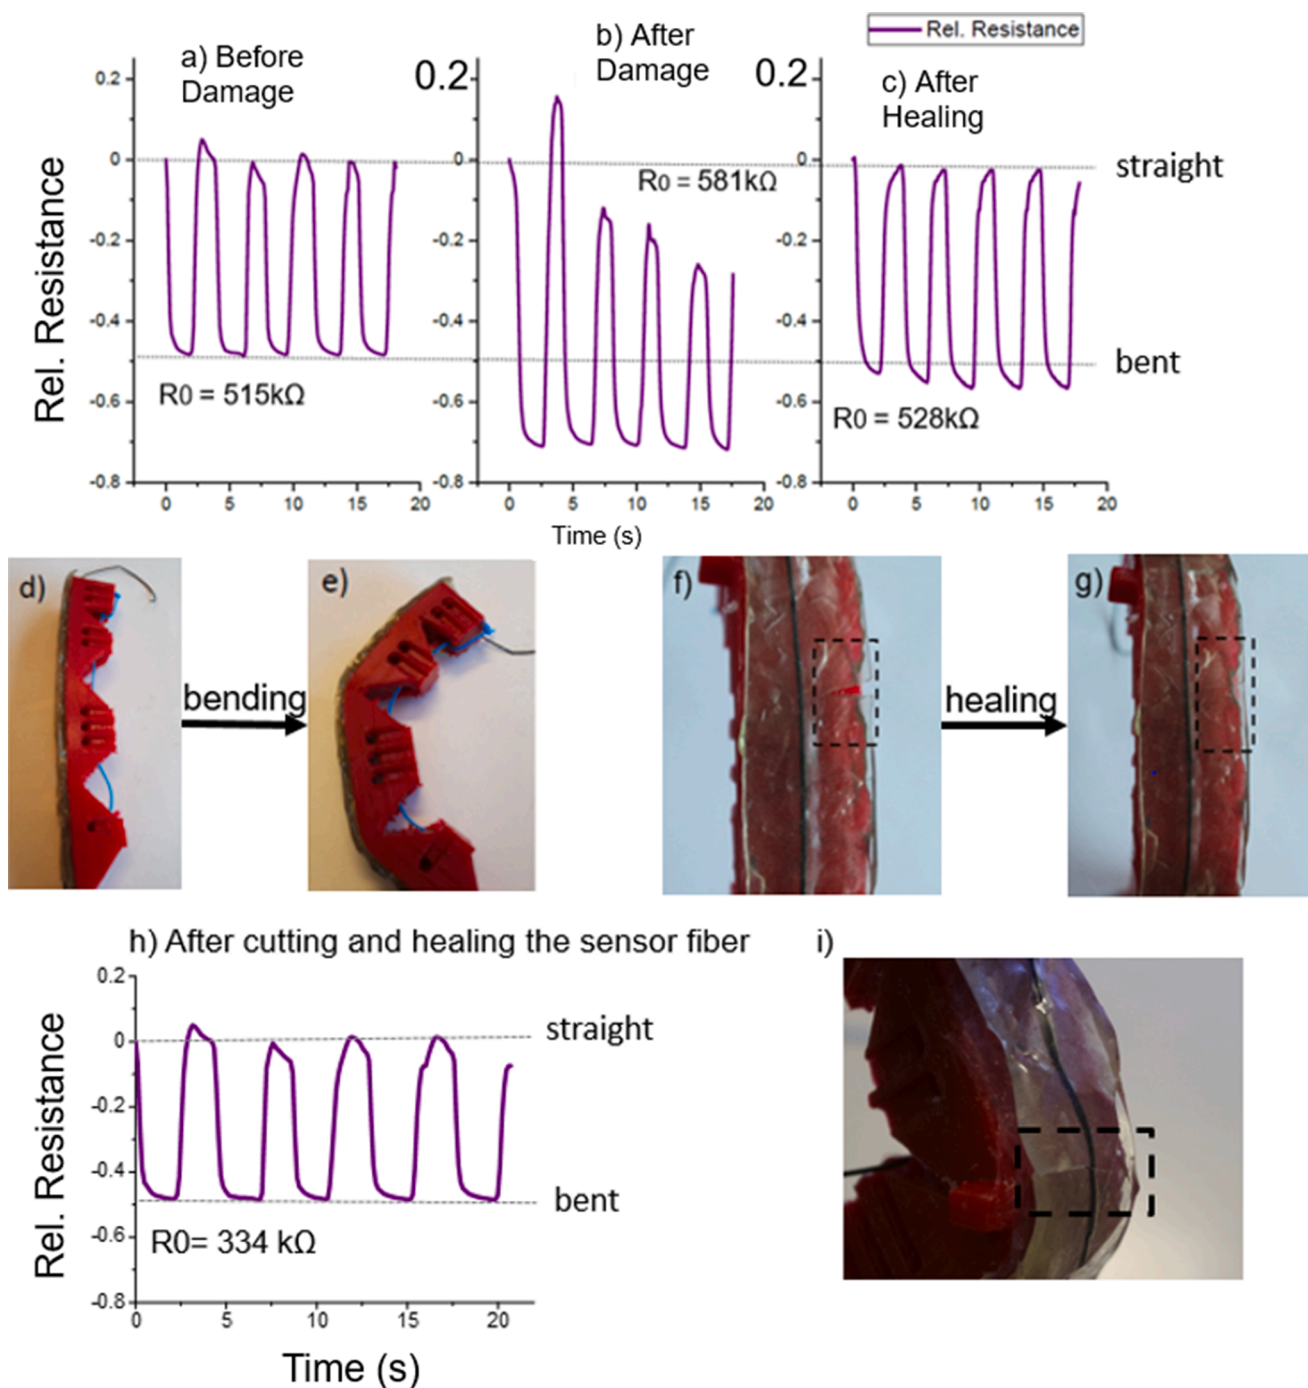 Rel. Resistance
a) Before
Damage
b) After
Damage
c) After
Healing
Rel. Resistance
0.2
0
-0.2
-0.4
-0.6
-0.8
R0 = 515kΩ
0 5 10 15 20
0.2
0
-0.2
-0.4
-0.6
-0.8
R0 = 581kΩ
0 5 10 15 20
0.2
0
-0.2
-0.4
-0.6
-0.8
R0 = 528kΩ
0 5 10 15 20
straight
bent
Time (s)
d)
bending
e)
f)
healing
g)
h) After cutting and healing the sensor fiber
Rel. Resistance
0.2
0
-0.2
-0.4
-0.6
-0.8
straight
bent
R0= 334 kΩ
0 5 10 15 20
Time (s)
i)